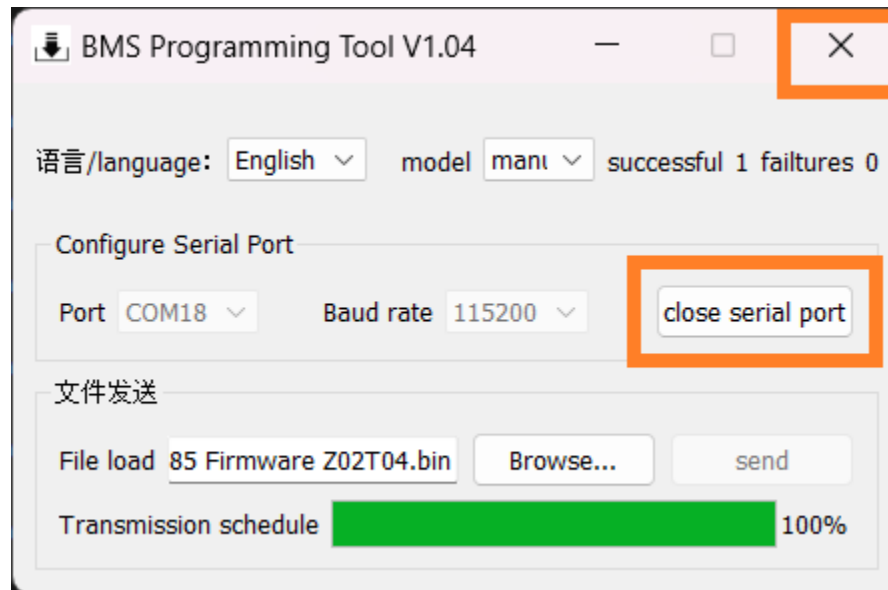 BMS Programming Tool V1.04
语言/language: English model manu successful 1 failtures 0
Configure Serial Port
Port COM18 Baud rate 115200 close serial port
文件发送
File load 85 Firmware Z02T04.bin Browse... send
Transmission schedule 100%